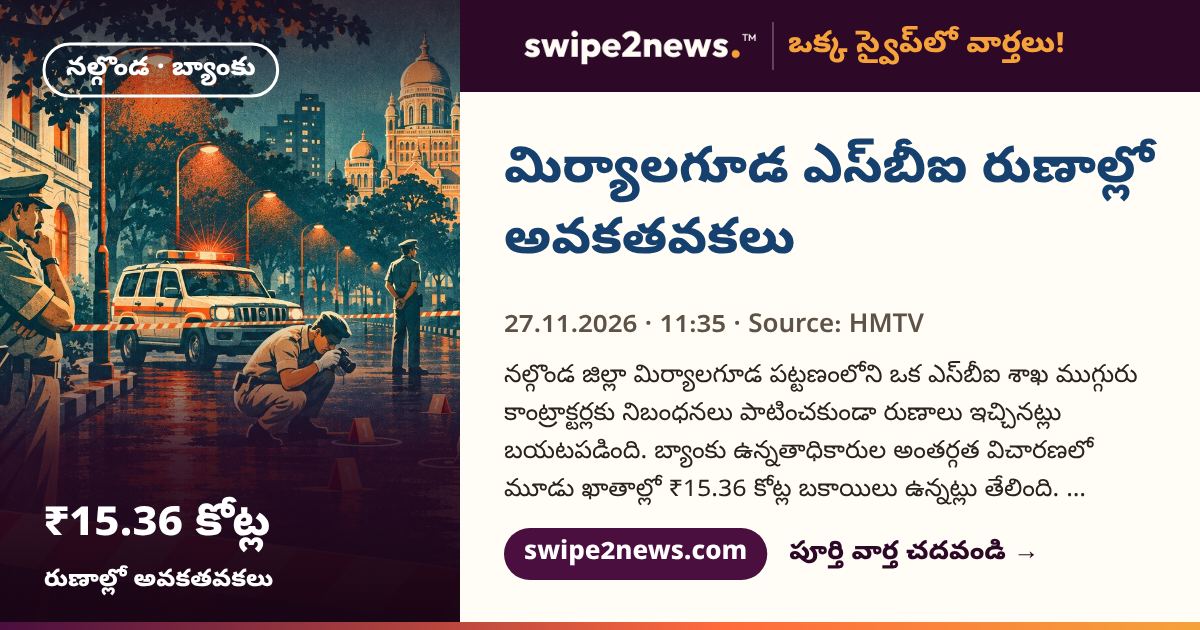 నల్గొండ · బ్యాంకు
swipe2news.™
ఒక్క స్వైప్‌లో వార్తలు!
మిర్యాలగూడ ఎస్‌బీఐ రుణాల్లో
అవకతవకలు
27.11.2026 · 11:35 · Source: HMTV
నల్గొండ జిల్లా మిర్యాలగూడ పట్టణంలోని ఒక ఎస్‌బీఐ శాఖ ముగ్గురు
కాంట్రాక్టర్లకు నిబంధనలు పాటించకుండా రుణాలు ఇచ్చినట్లు
బయటపడింది. బ్యాంకు ఉన్నతాధికారుల అంతర్గత విచారణలో
మూడు ఖాతాల్లో ₹15.36 కోట్ల బకాయిలు ఉన్నట్లు తేలింది. ...
₹15.36 కోట్ల
రుణాల్లో అవకతవకలు
swipe2news.com
పూర్తి వార్త చదవండి →